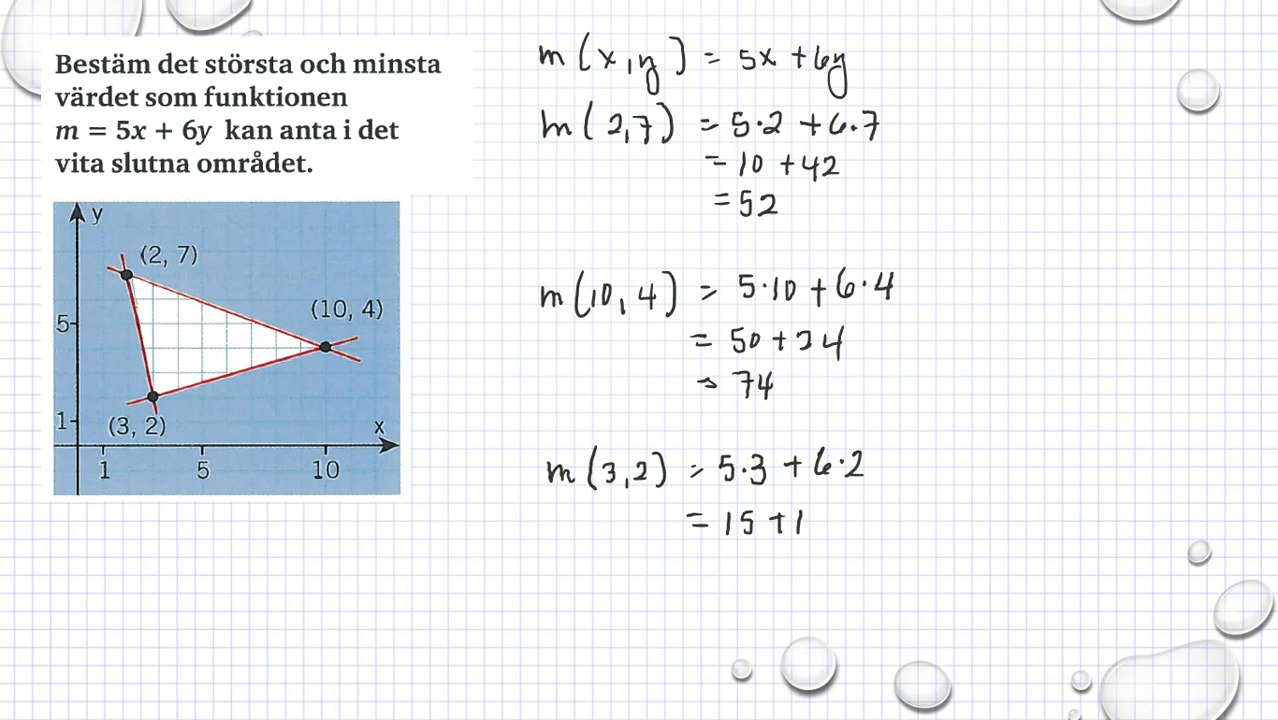 Bestäm det största och minsta
värdet som funktionen
m = 5x + 6y kan anta i det
vita slutna området.
y
(2, 7)
(10, 4)
5
1
(3, 2)
x
1 5 10
m(x,y) = 5x + 6y
m(2,7) = 5·2 + 6·7
= 10 + 42
= 52
m(10,4) = 5·10 + 6·4
= 50 + 24
= 74
m(3,2) = 5·3 + 6·2
= 15 + 1